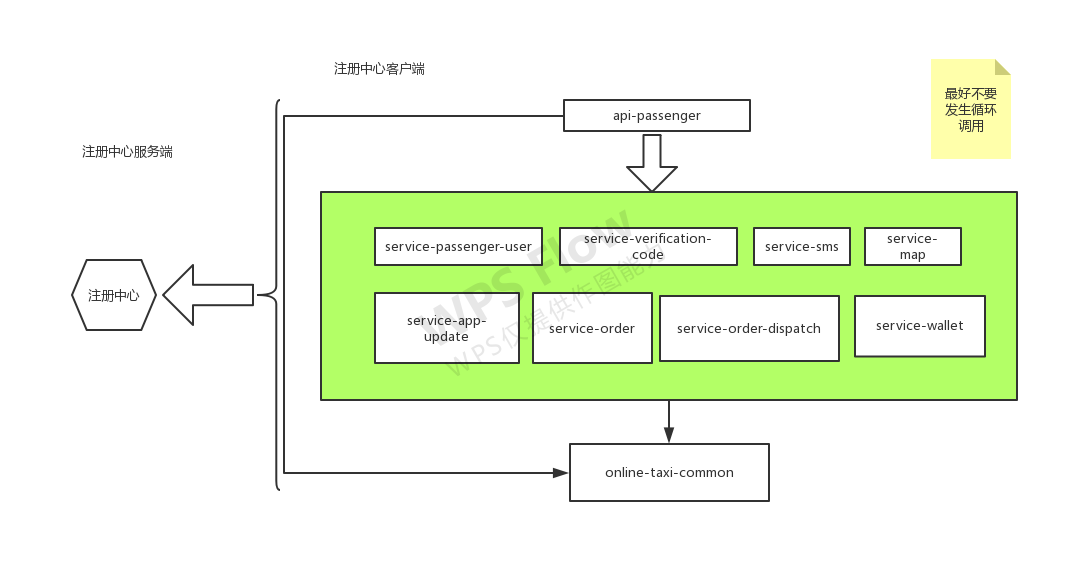 注册中心客户端
最好不要
发生循环
调用
api-passenger
注册中心服务端
service-passenger-user
service-verification-
code
service-sms
service-
map
注册中心
service-app-
update
service-order
service-order-dispatch
service-wallet
WPS Flow
WPS仅提供作图能力
online-taxi-common